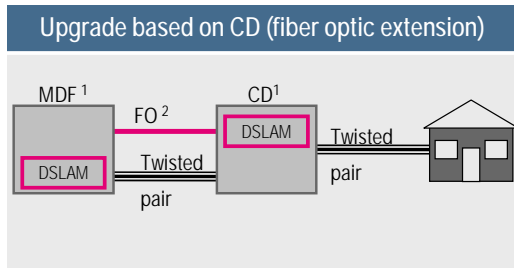 Upgrade based on CD (fiber optic extension)
MDF 1
FO 2
CD1
DSLAM
Twisted
pair
DSLAM
Twisted
pair